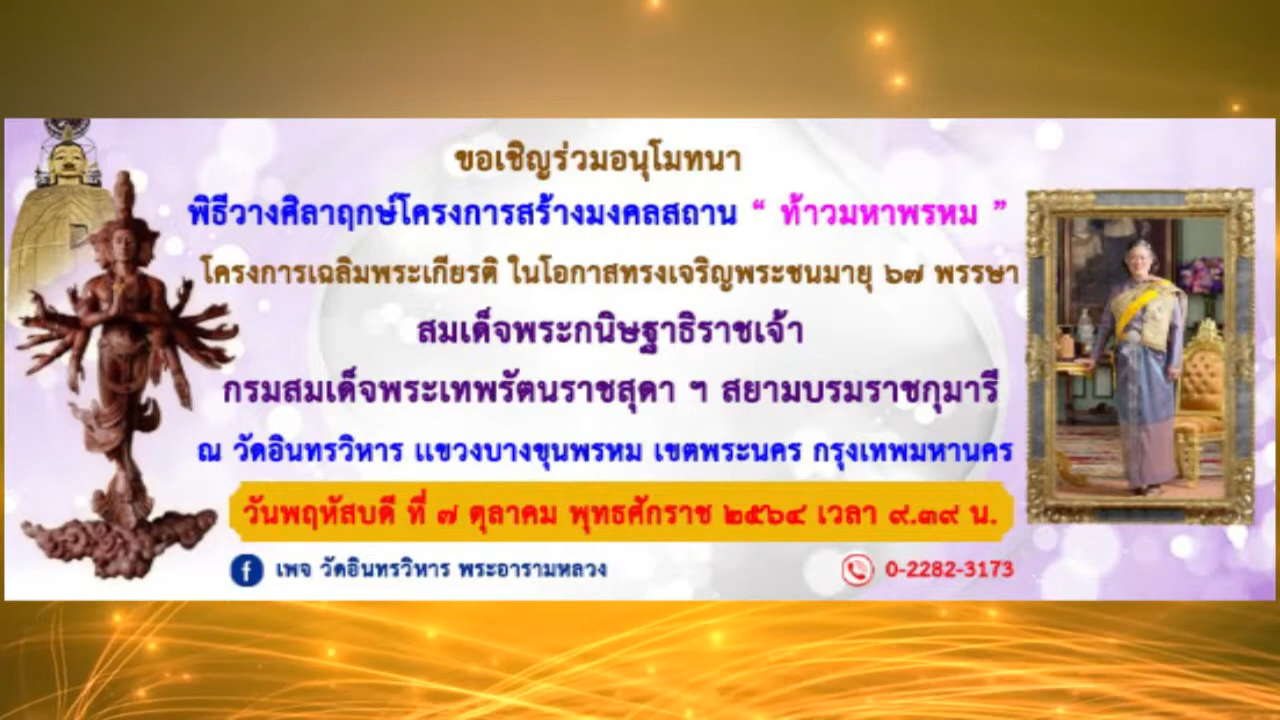 ขอเชิญร่วมอนุโมทนา
พิธีวางศิลาฤกษ์โครงการสร้างมงคลสถาน “ ท้าวมหาพรหม ”
โครงการเฉลิมพระเกียรติ ในโอกาสทรงเจริญพระชนมายุ ๖๗ พรรษา
สมเด็จพระกนิษฐาธิราชเจ้า
กรมสมเด็จพระเทพรัตนราชสุดา ฯ สยามบรมราชกุมารี
ณ วัดอินทรวิหาร แขวงบางขุนพรหม เขตพระนคร กรุงเทพมหานคร
วันพฤหัสบดี ที่ ๗ ตุลาคม พุทธศักราช ๒๕๖๔ เวลา ๙.๓๙ น.
เพจ วัดอินทรวิหาร พระอารามหลวง
0-2282-3173